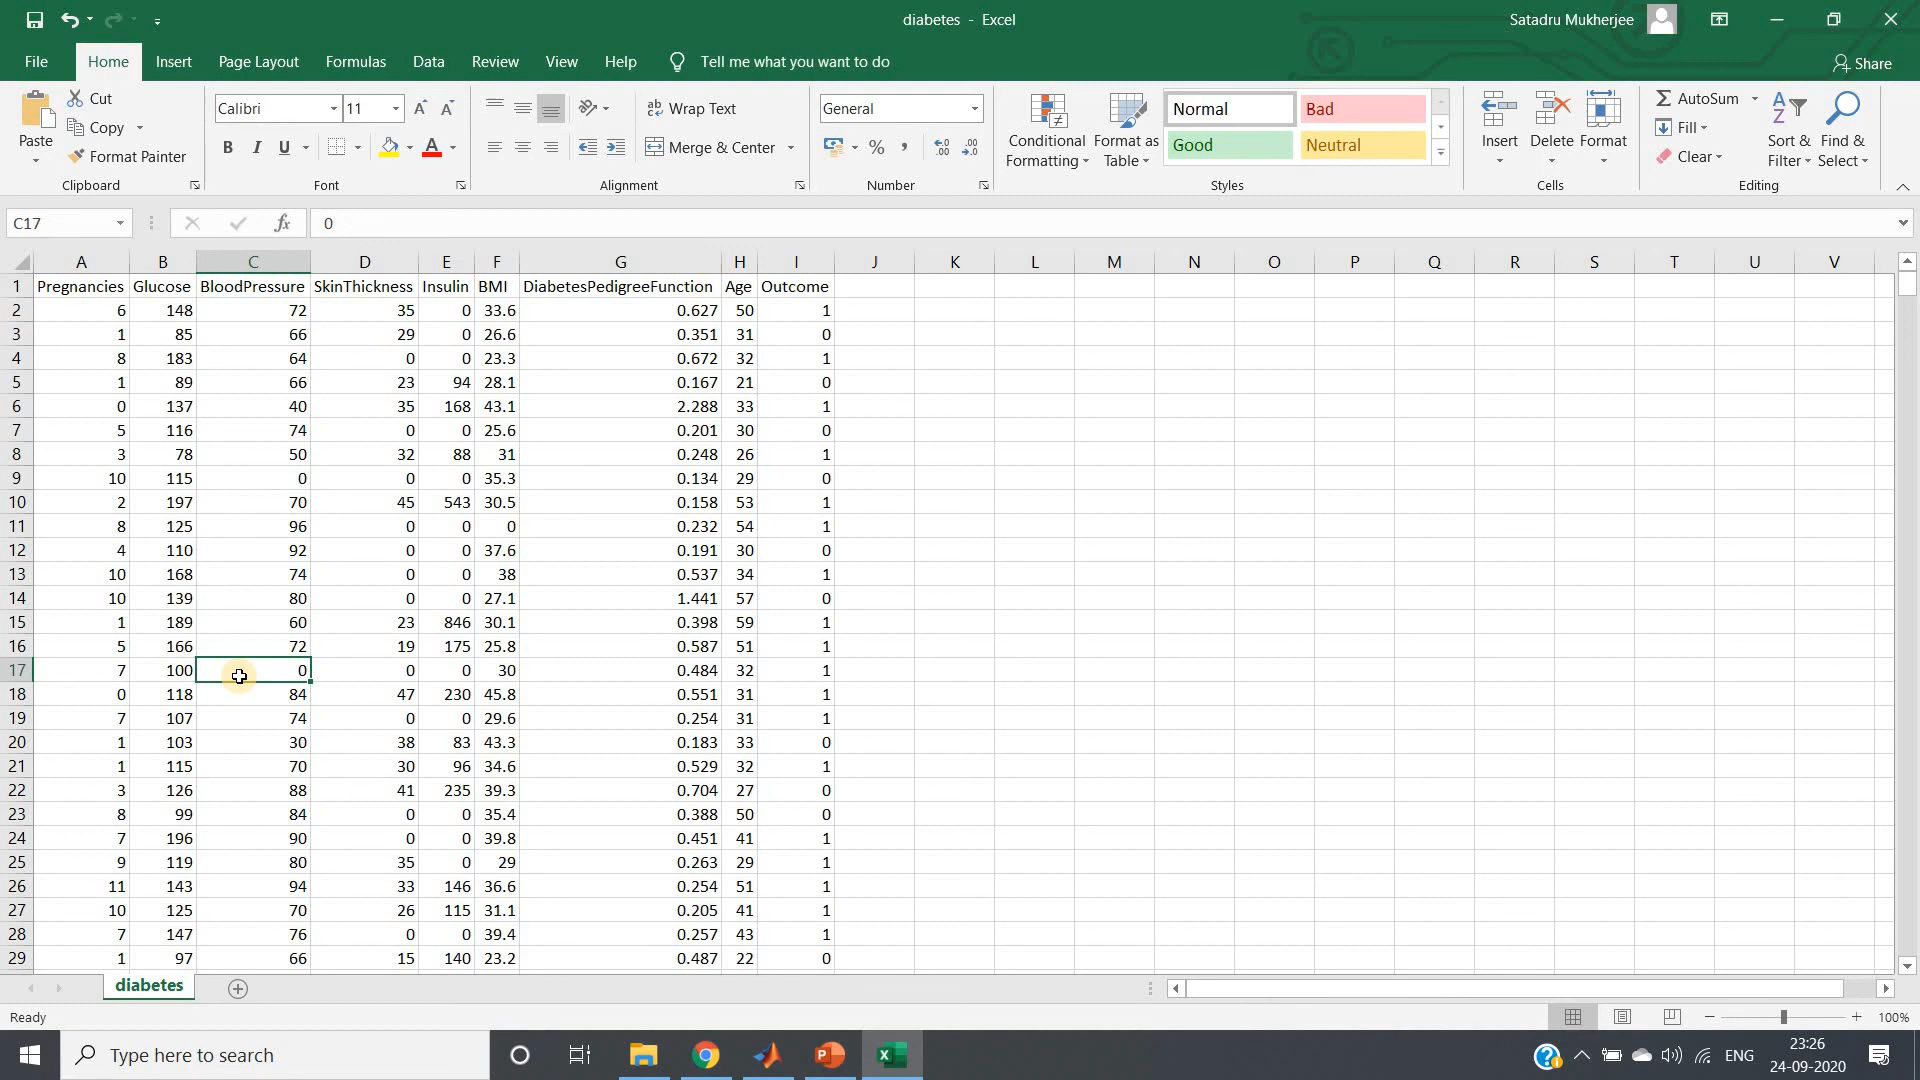 diabetes - Excel
Satadru Mukherjee
File Home Insert Page Layout Formulas Data Review View Help Tell me what you want to do
Share
Paste
Cut
Copy
Format Painter
Clipboard
Calibri 11
B I U
Font
Wrap Text
Merge & Center
Alignment
General
Number
Conditional Formatting
Format as Table
Normal Bad
Good Neutral
Styles
Insert Delete Format
Cells
AutoSum
Fill
Clear
Sort & Filter
Find & Select
Editing
C17 fx 0
A B C D E F G H I J K L M N O P Q R S T U V
1 Pregnancies Glucose BloodPressure SkinThickness Insulin BMI DiabetesPedigreeFunction Age Outcome
2 6 148 72 35 0 33.6 0.627 50 1
3 1 85 66 29 0 26.6 0.351 31 0
4 8 183 64 0 0 23.3 0.672 32 1
5 1 89 66 23 94 28.1 0.167 21 0
6 0 137 40 35 168 43.1 2.288 33 1
7 5 116 74 0 0 25.6 0.201 30 0
8 3 78 50 32 88 31 0.248 26 1
9 10 115 0 0 0 35.3 0.134 29 0
10 2 197 70 45 543 30.5 0.158 53 1
11 8 125 96 0 0 0 0.232 54 1
12 4 110 92 0 0 37.6 0.191 30 0
13 10 168 74 0 0 38 0.537 34 1
14 10 139 80 0 0 27.1 1.441 57 0
15 1 189 60 23 846 30.1 0.398 59 1
16 5 166 72 19 175 25.8 0.587 51 1
17 7 100 0 0 0 30 0.484 32 1
18 0 118 84 47 230 45.8 0.551 31 1
19 7 107 74 0 0 29.6 0.254 31 1
20 1 103 30 38 83 43.3 0.183 33 0
21 1 115 70 30 96 34.6 0.529 32 1
22 3 126 88 41 235 39.3 0.704 27 0
23 8 99 84 0 0 35.4 0.388 50 0
24 7 196 90 0 0 39.8 0.451 41 1
25 9 119 80 35 0 29 0.263 29 1
26 11 143 94 33 146 36.6 0.254 51 1
27 10 125 70 26 115 31.1 0.205 41 1
28 7 147 76 0 0 39.4 0.257 43 1
29 1 97 66 15 140 23.2 0.487 22 0
diabetes
Ready
100%
Type here to search
ENG
23:26
24-09-2020